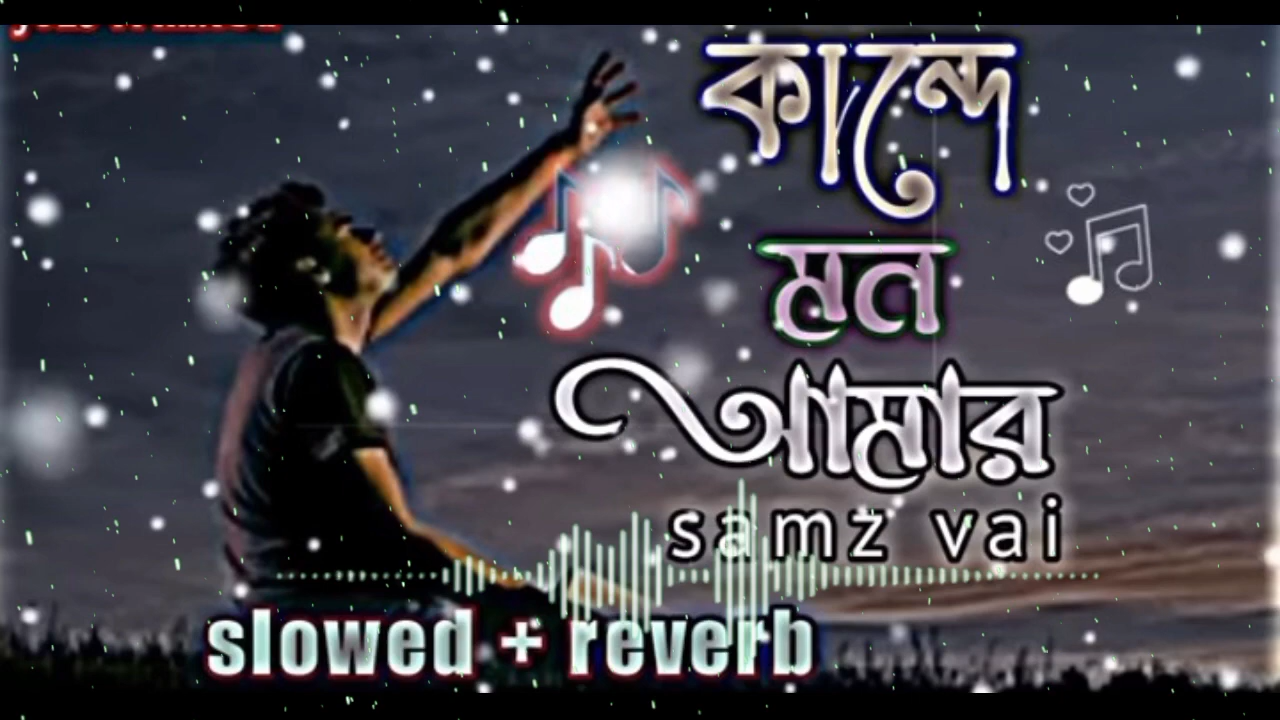 কান্দে
মন
আমার
samz vai
slowed + reverb